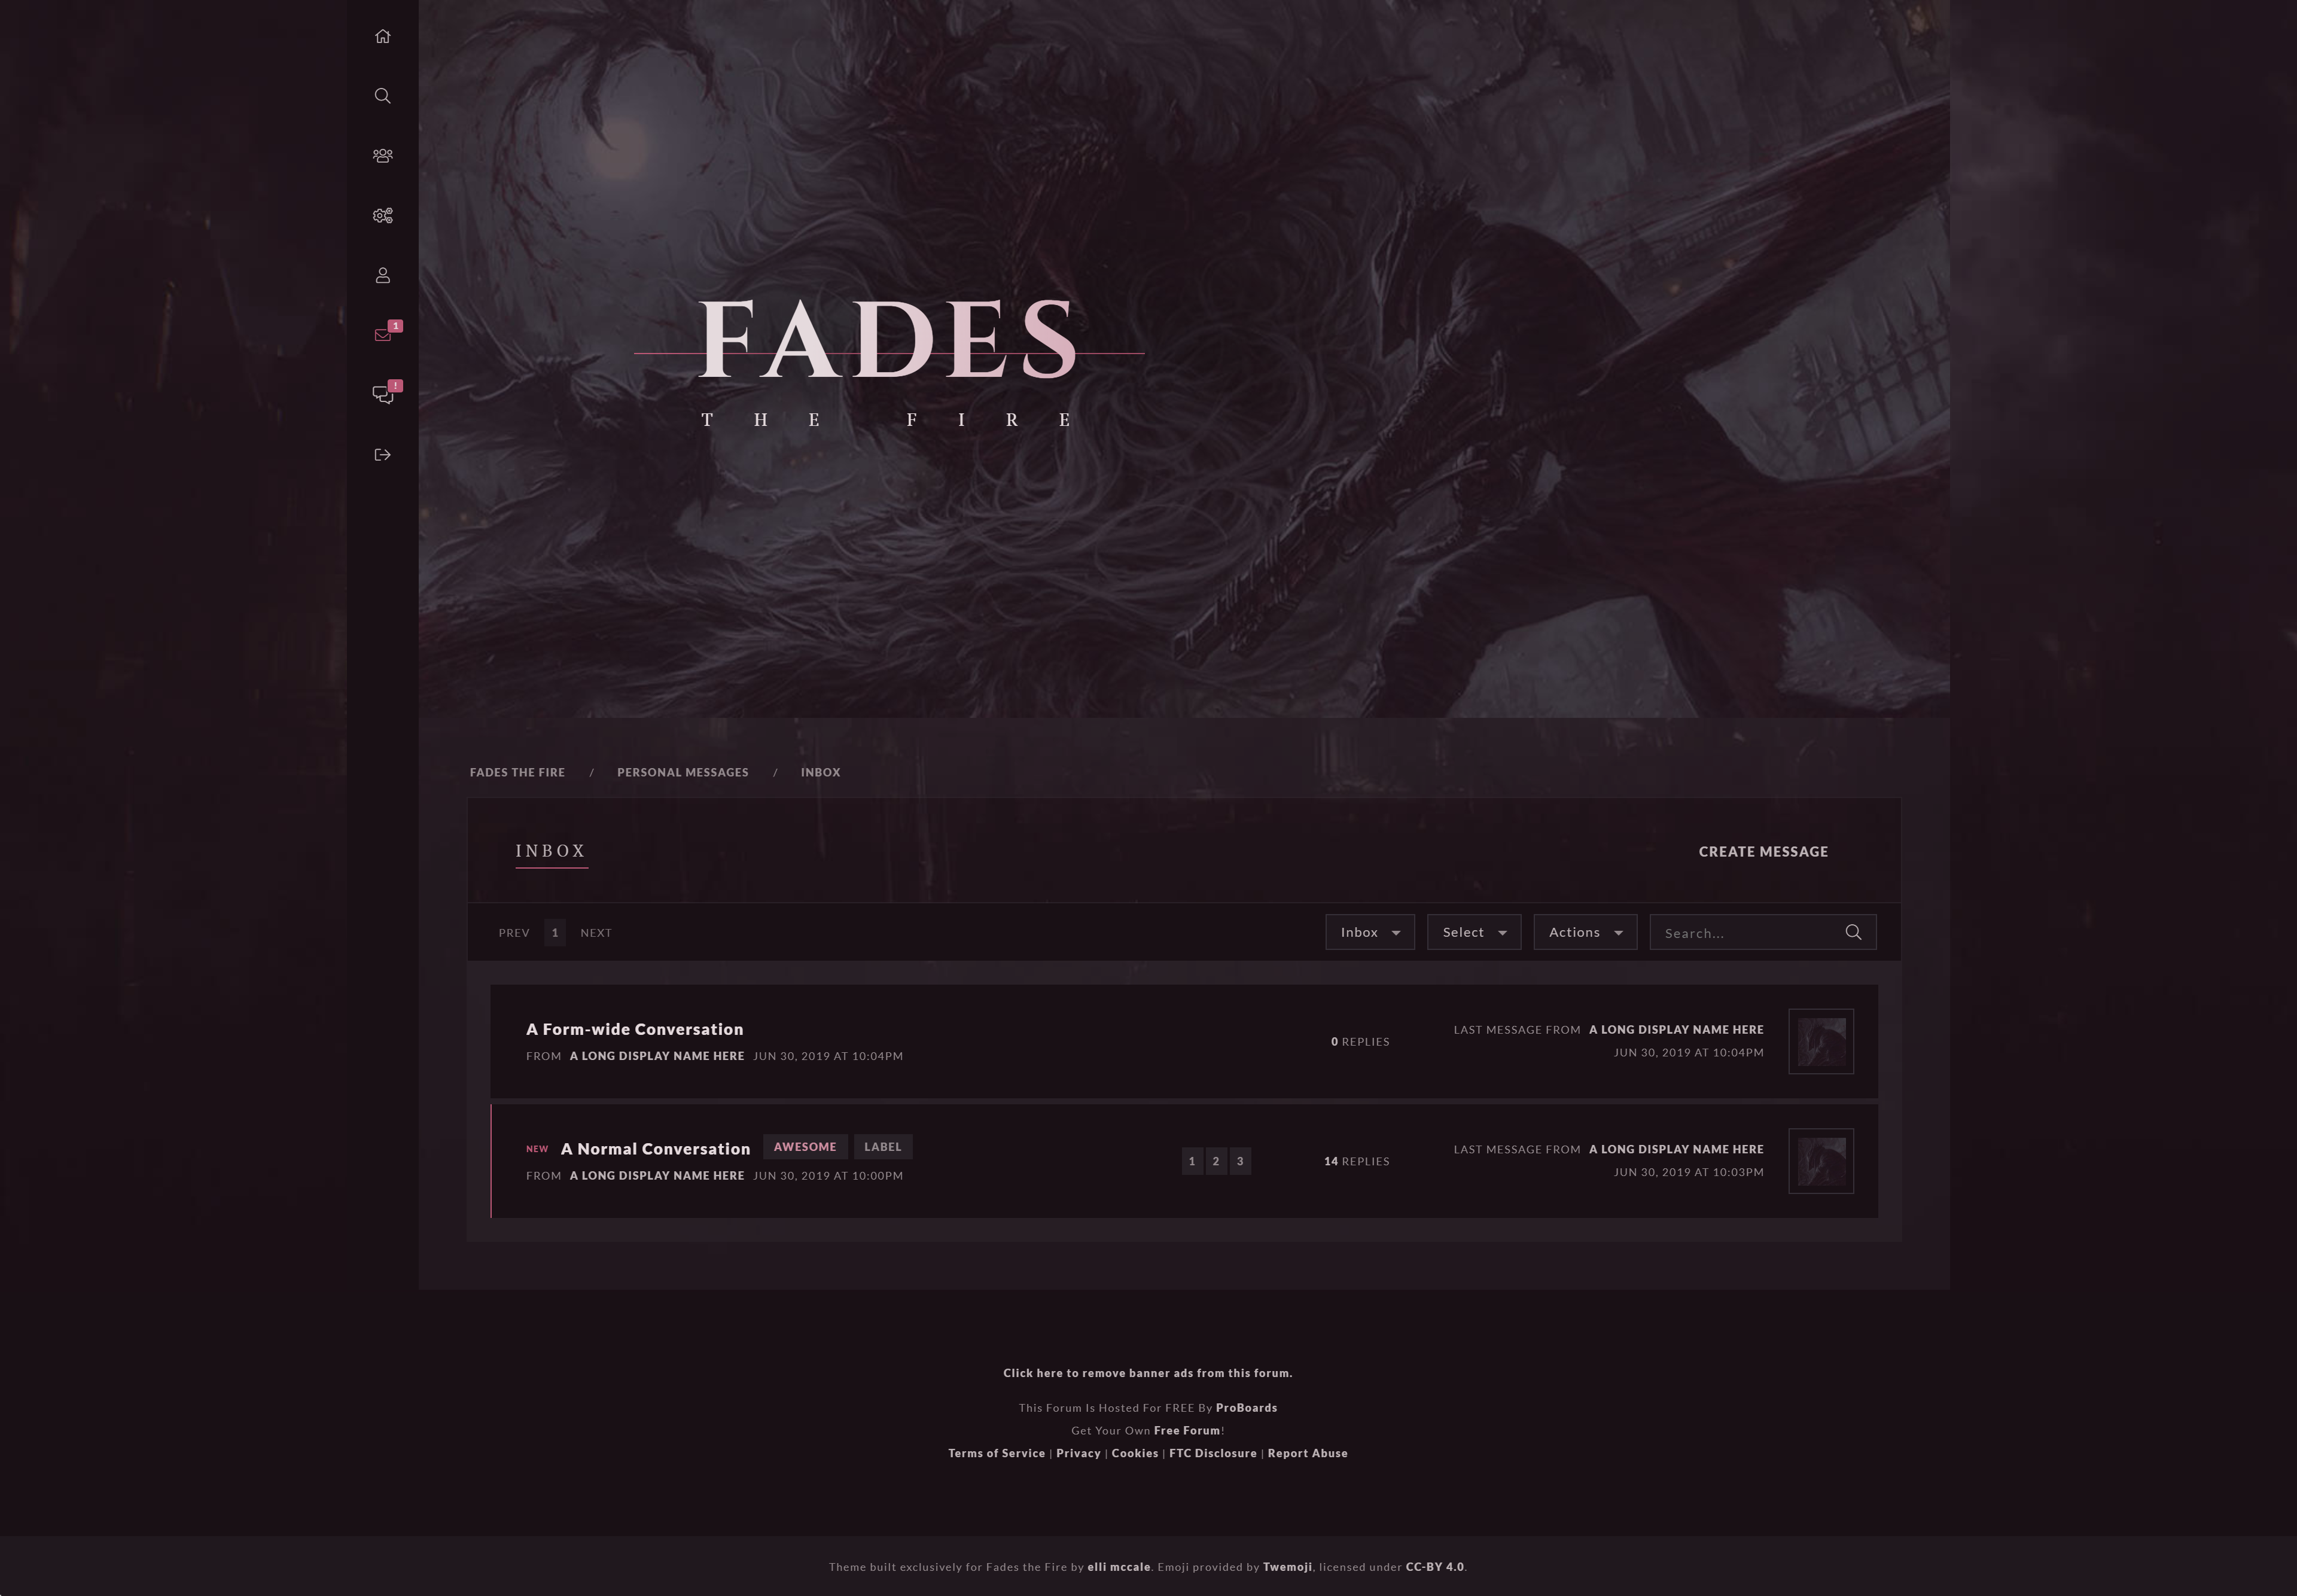 1
!
FADES
THE FIRE
FADES THE FIRE / PERSONAL MESSAGES / INBOX
INBOX
CREATE MESSAGE
PREV 1 NEXT
Inbox Select Actions Search...
A Form-wide Conversation
FROM A LONG DISPLAY NAME HERE JUN 30, 2019 AT 10:04PM
0 REPLIES
LAST MESSAGE FROM A LONG DISPLAY NAME HERE
JUN 30, 2019 AT 10:04PM
NEW A Normal Conversation AWESOME LABEL
FROM A LONG DISPLAY NAME HERE JUN 30, 2019 AT 10:00PM
1 2 3
14 REPLIES
LAST MESSAGE FROM A LONG DISPLAY NAME HERE
JUN 30, 2019 AT 10:03PM
Click here to remove banner ads from this forum.
This Forum Is Hosted For FREE By ProBoards
Get Your Own Free Forum!
Terms of Service | Privacy | Cookies | FTC Disclosure | Report Abuse
Theme built exclusively for Fades the Fire by elli mccale. Emoji provided by Twemoji, licensed under CC-BY 4.0.